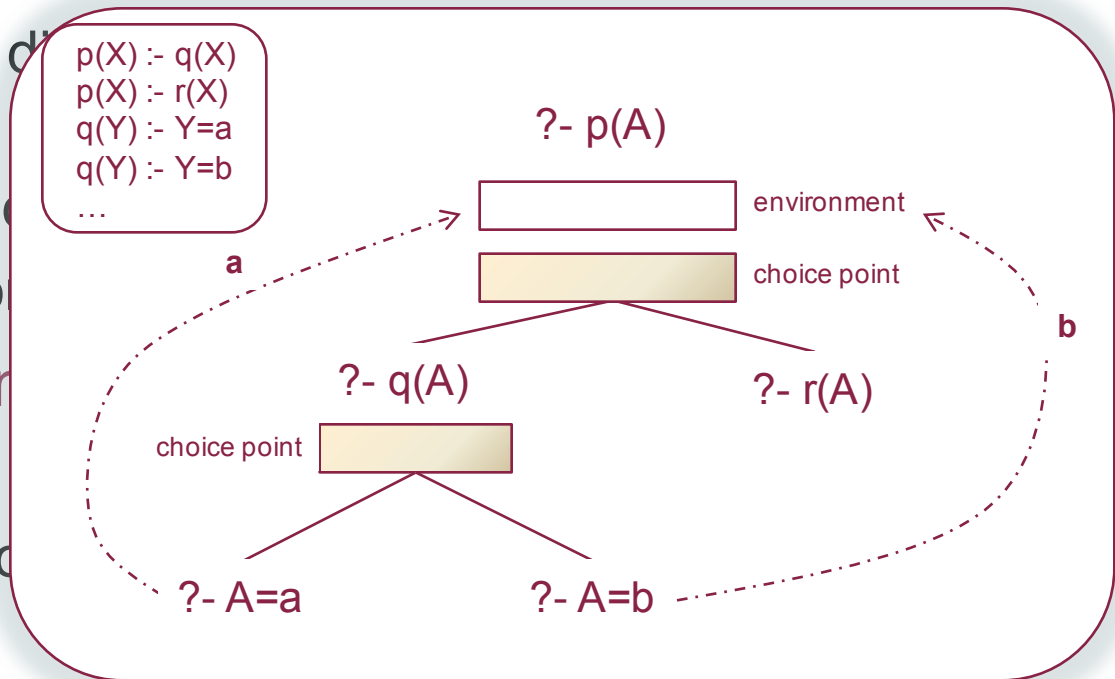 p(X) :- q(X)
p(X) :- r(X)
q(Y) :- Y=a
q(Y) :- Y=b
…
?- p(A)
environment
a
choice point
b
?- q(A)
?- r(A)
choice point
?- A=a
?- A=b